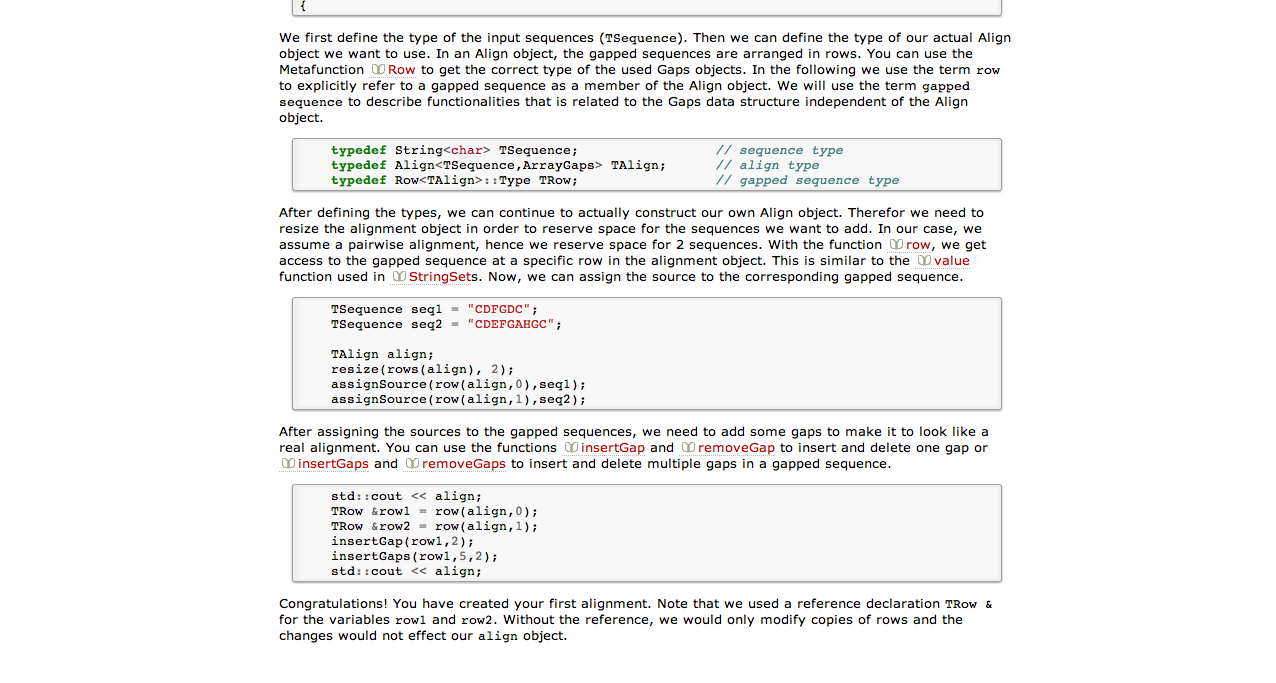 {
We first define the type of the input sequences (TSequence). Then we can define the type of our actual Align
object we want to use. In an Align object, the gapped sequences are arranged in rows. You can use the
Metafunction Row to get the correct type of the used Gaps objects. In the following we use the term row
to explicitly refer to a gapped sequence as a member of the Align object. We will use the term gapped
sequence to describe functionalities that is related to the Gaps data structure independent of the Align
object.
typedef String<char> TSequence; // sequence type
typedef Align<TSequence,ArrayGaps> TAlign; // align type
typedef Row<TAlign>::Type TRow; // gapped sequence type
After defining the types, we can continue to actually construct our own Align object. Therefor we need to
resize the alignment object in order to reserve space for the sequences we want to add. In our case, we
assume a pairwise alignment, hence we reserve space for 2 sequences. With the function row, we get
access to the gapped sequence at a specific row in the alignment object. This is similar to the value
function used in StringSets. Now, we can assign the source to the corresponding gapped sequence.
TSequence seq1 = "CDFGDC";
TSequence seq2 = "CDEFGAHGC";
TAlign align;
resize(rows(align), 2);
assignSource(row(align,0),seq1);
assignSource(row(align,1),seq2);
After assigning the sources to the gapped sequences, we need to add some gaps to make it to look like a
real alignment. You can use the functions insertGap and removeGap to insert and delete one gap or
insertGaps and removeGaps to insert and delete multiple gaps in a gapped sequence.
std::cout << align;
TRow &row1 = row(align,0);
TRow &row2 = row(align,1);
insertGap(row1,2);
insertGaps(row1,5,2);
std::cout << align;
Congratulations! You have created your first alignment. Note that we used a reference declaration TRow &
for the variables row1 and row2. Without the reference, we would only modify copies of rows and the
changes would not effect our align object.